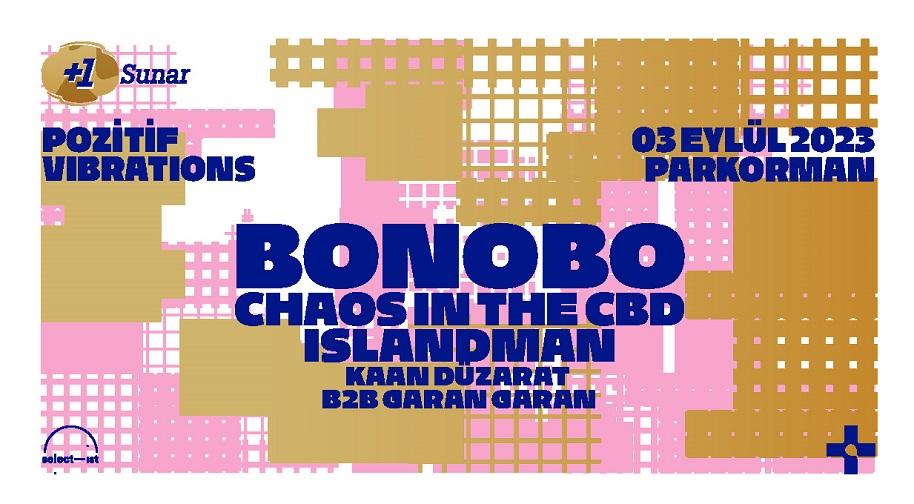 +1 Sunar
POZİTİF
VIBRATIONS
03 EYLÜL 2023
PARKORMAN
BONOBO
CHAOS IN THE CBD
ISLANDMAN
KAAN DÜZARAT
B2B GARAN GARAN
select—ist